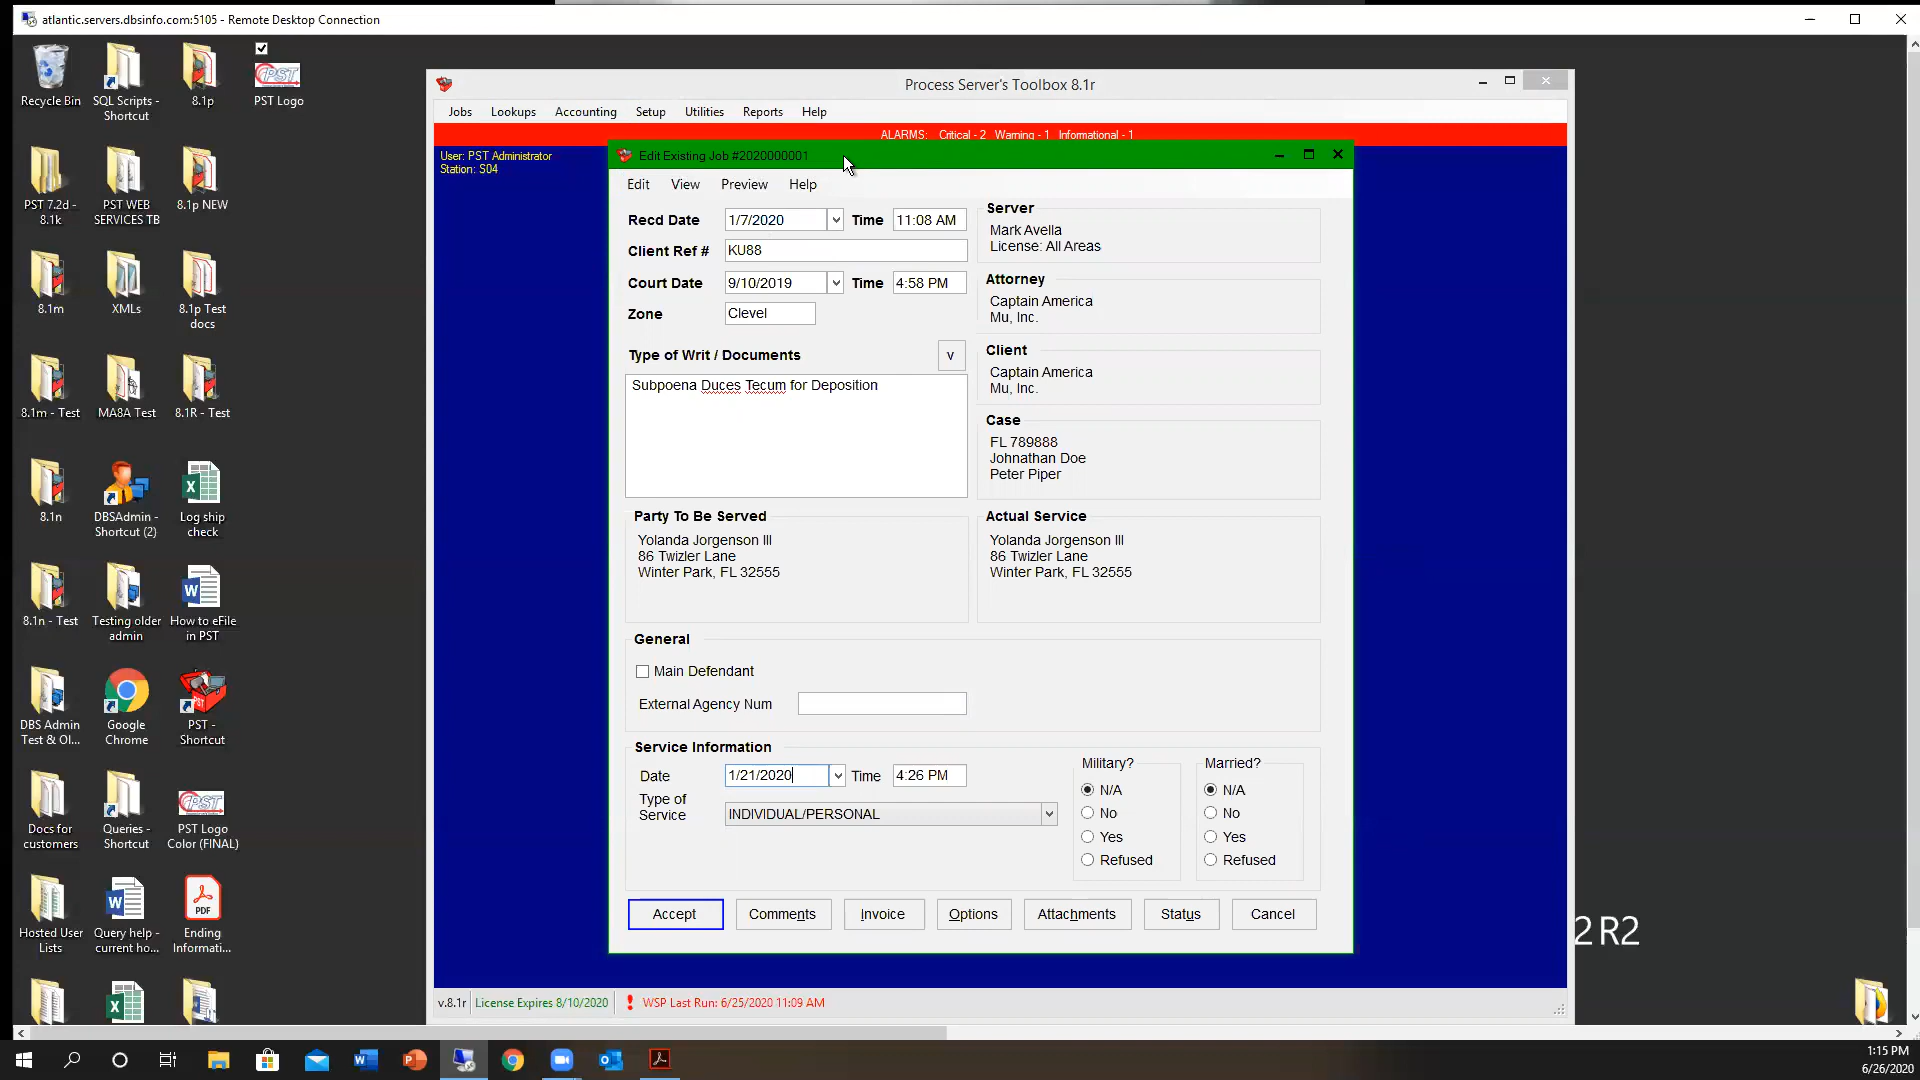 atlantic.servers.dbsinfo.com:5105 - Remote Desktop Connection
Recycle Bin
SQL Scripts -
Shortcut
8.1p
PST
PST Logo
PST 7.2d -
8.1k
PST WEB
SERVICES TB
8.1p NEW
8.1m
XMLs
8.1p Test
docs
8.1m - Test
MA8A Test
8.1R - Test
8.1n
DBSAdmin -
Shortcut (2)
Log ship
check
8.1n - Test
Testing older
admin
How to eFile
in PST
DBS Admin
Test & Ol...
Google
Chrome
PST -
Shortcut
Docs for
customers
Queries -
Shortcut
PST Logo
Color (FINAL)
Hosted User
Lists
Query help -
current ho...
PDF
Ending
Informati...
Process Server's Toolbox 8.1r
Jobs Lookups Accounting Setup Utilities Reports Help
ALARMS: Critical - 2 Warning - 1 Informational - 1
User: PST Administrator
Station: S04
Edit Existing Job #2020000001
Edit View Preview Help
Recd Date 1/7/2020 Time 11:08 AM
Client Ref # KU88
Court Date 9/10/2019 Time 4:58 PM
Zone Clevel
Type of Writ / Documents v
Subpoena Duces Tecum for Deposition
Server
Mark Avella
License: All Areas
Attorney
Captain America
Mu, Inc.
Client
Captain America
Mu, Inc.
Case
FL 789888
Johnathan Doe
Peter Piper
Party To Be Served
Yolanda Jorgenson III
86 Twizler Lane
Winter Park, FL 32555
Actual Service
Yolanda Jorgenson III
86 Twizler Lane
Winter Park, FL 32555
General
Main Defendant
External Agency Num
Service Information
Date 1/21/2020 Time 4:26 PM
Type of
Service
INDIVIDUAL/PERSONAL
Military?
N/A
No
Yes
Refused
Married?
N/A
No
Yes
Refused
Accept Comments Invoice Options Attachments Status Cancel
2 R2
v.8.1r License Expires 8/10/2020 WSP Last Run: 6/25/2020 11:09 AM
1:15 PM
6/26/2020